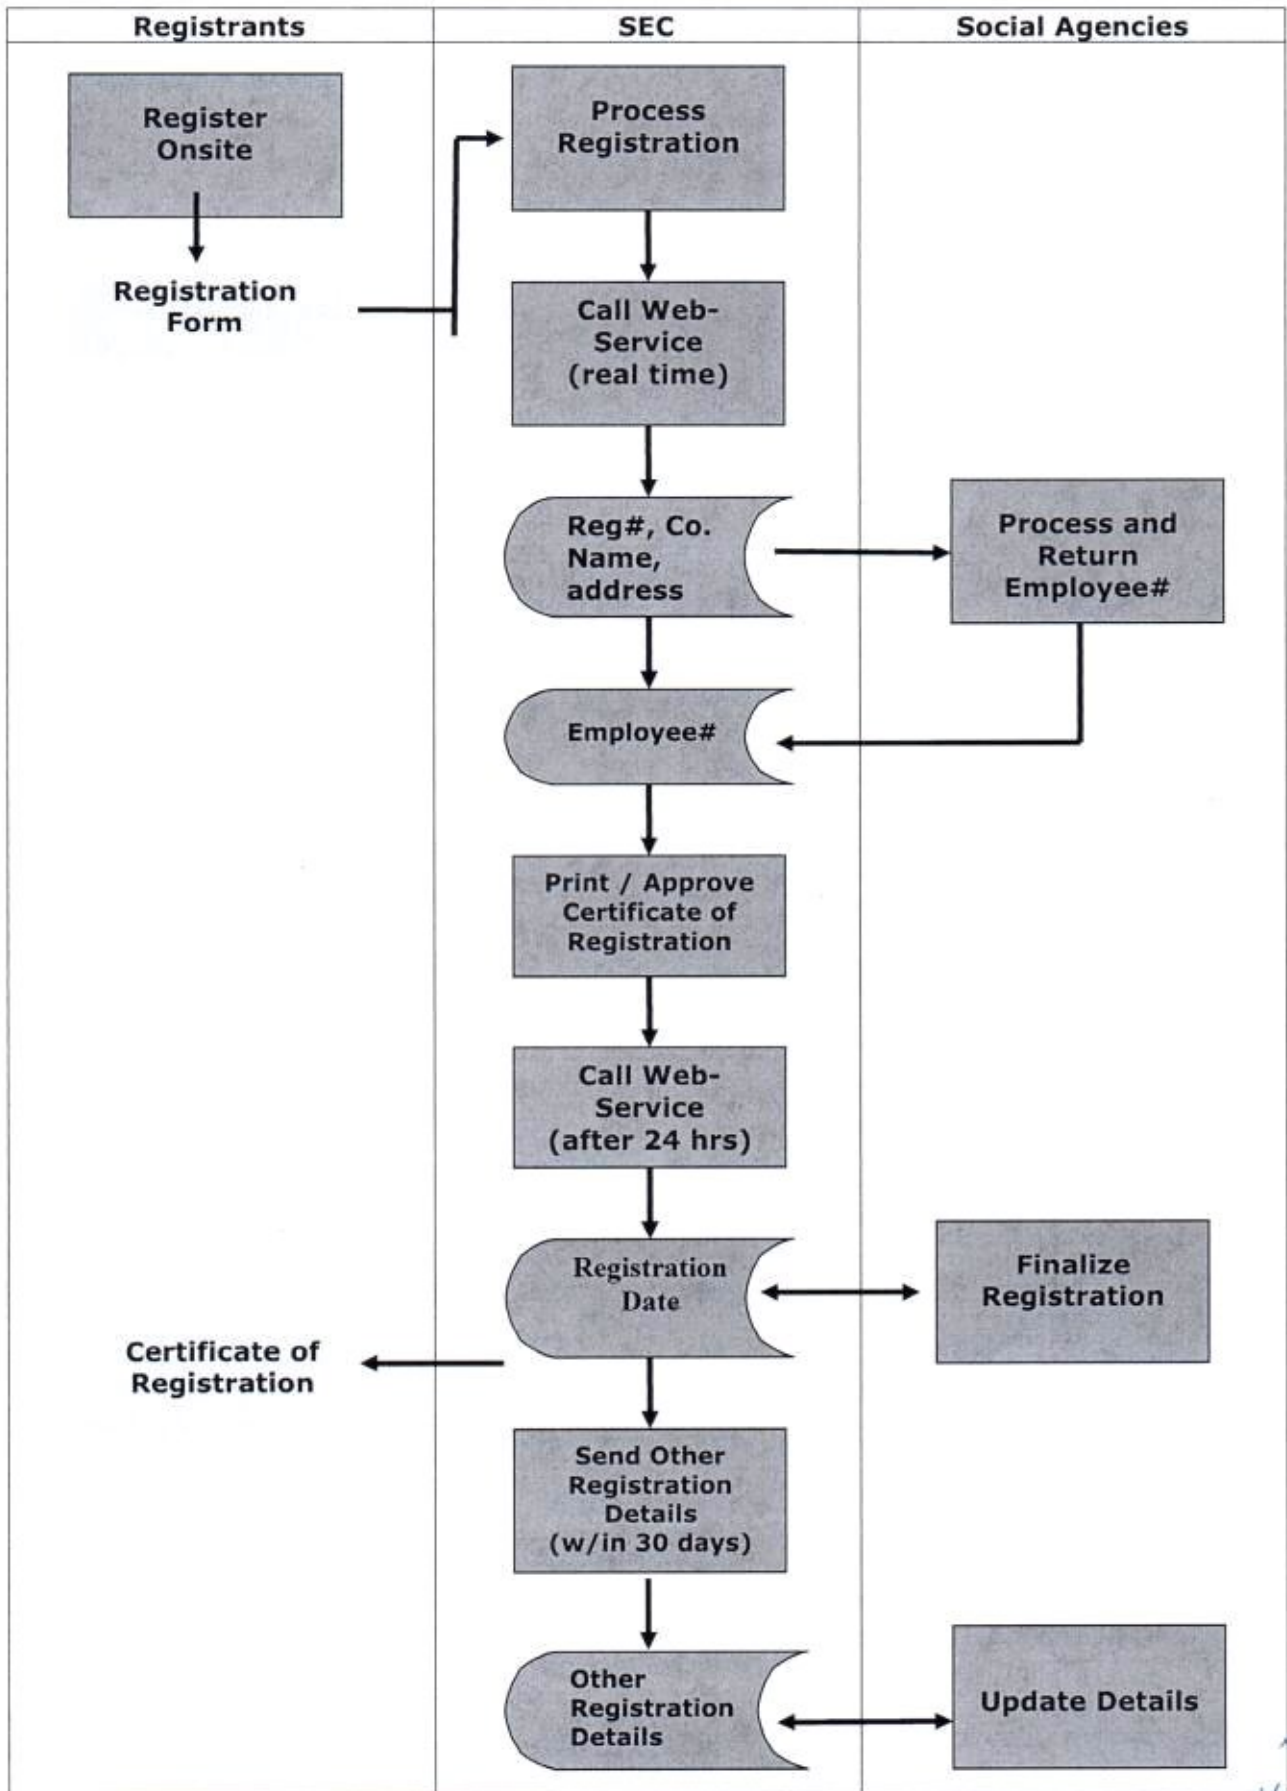 Registrants
SEC
Social Agencies
Register
Onsite
Process
Registration
Registration
Form
Call Web-
Service
(real time)
Reg#, Co.
Name,
address
Process and
Return
Employee#
Employee#
Print / Approve
Certificate of
Registration
Call Web-
Service
(after 24 hrs)
Registration
Date
Finalize
Registration
Certificate of
Registration
Send Other
Registration
Details
(w/in 30 days)
Other
Registration
Details
Update Details